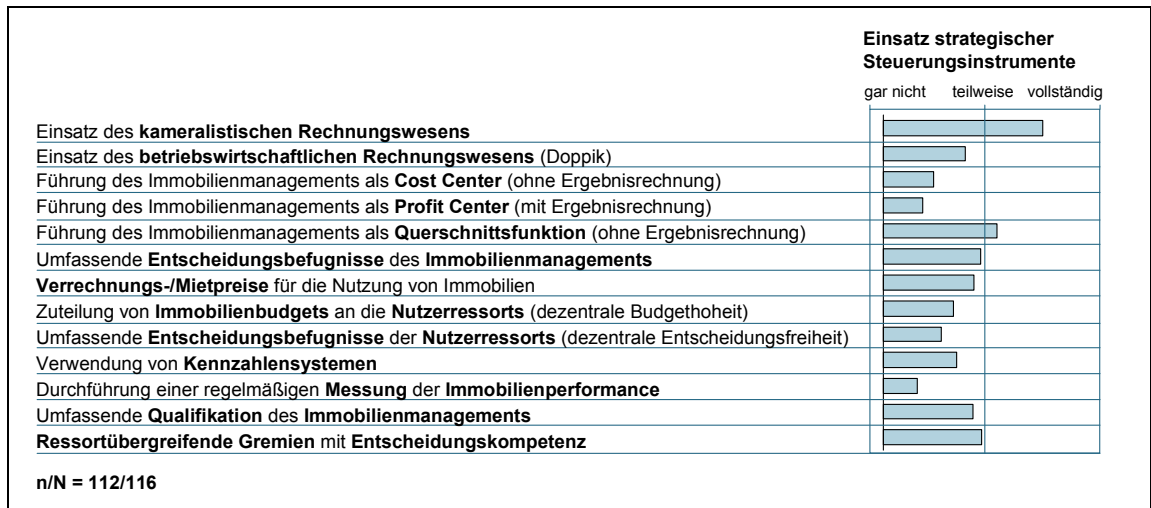 Einsatz strategischer
Steuerungsinstrumente
gar nicht teilweise vollständig
Einsatz des kameralistischen Rechnungswesens
Einsatz des betriebswirtschaftlichen Rechnungswesens (Doppik)
Führung des Immobilienmanagements als Cost Center (ohne Ergebnisrechnung)
Führung des Immobilienmanagements als Profit Center (mit Ergebnisrechnung)
Führung des Immobilienmanagements als Querschnittsfunktion (ohne Ergebnisrechnung)
Umfassende Entscheidungsbefugnisse des Immobilienmanagements
Verrechnungs-/Mietpreise für die Nutzung von Immobilien
Zuteilung von Immobilienbudgets an die Nutzerressorts (dezentrale Budgethoheit)
Umfassende Entscheidungsbefugnisse der Nutzerressorts (dezentrale Entscheidungsfreiheit)
Verwendung von Kennzahlensystemen
Durchführung einer regelmäßigen Messung der Immobilienperformance
Umfassende Qualifikation des Immobilienmanagements
Ressortübergreifende Gremien mit Entscheidungskompetenz
n/N = 112/116